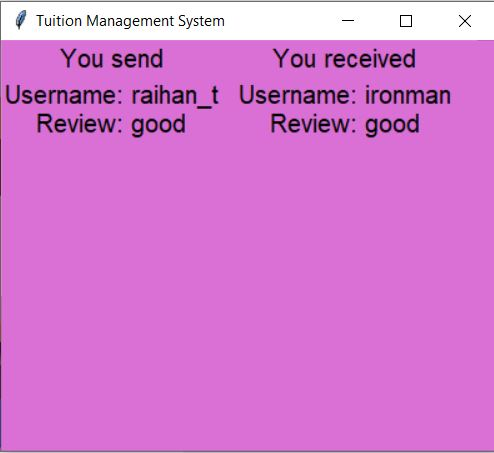 Tuition Management System
You send
You received
Username: raihan_t
Username: ironman
Review: good
Review: good